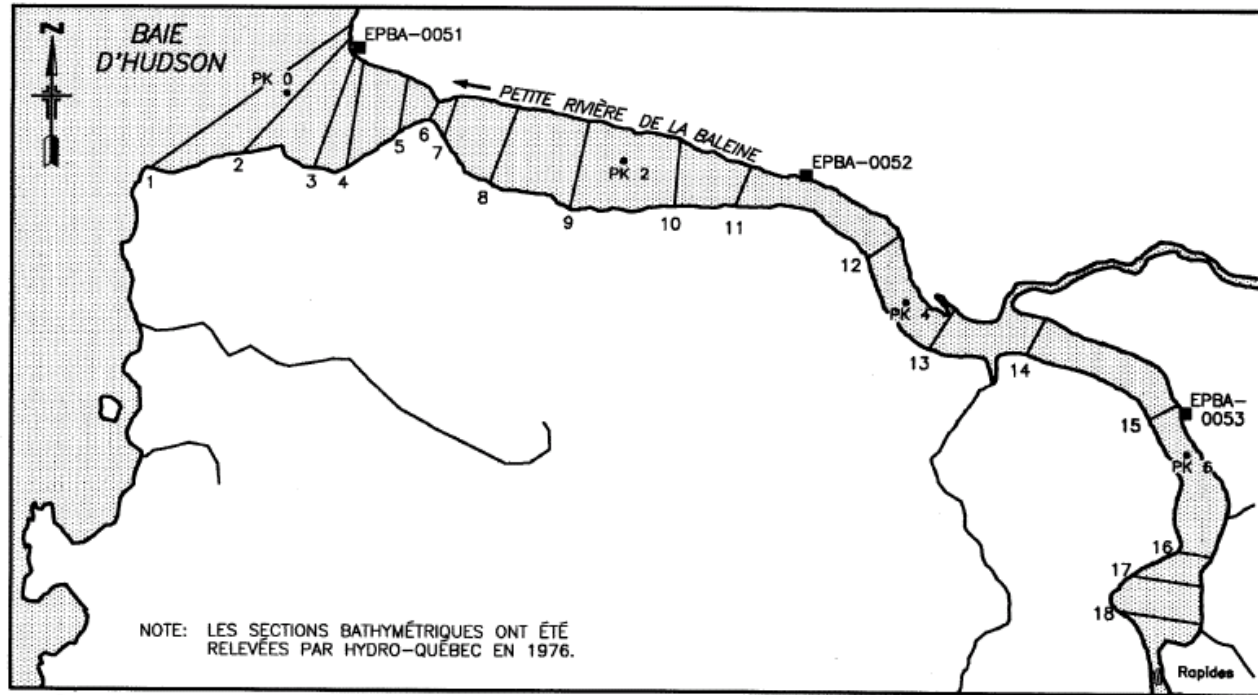 BAIE
D'HUDSON
N
PK 0
EPBA-0051
PETITE RIVIÈRE DE LA BALEINE
PK 2
EPBA-0052
1
2
3
4
5
6
7
8
9
10
11
12
PK 4
13
14
15
EPBA-
0053
PK 6
16
17
18
NOTE: LES SECTIONS BATHYMÉTRIQUES ONT ÉTÉ
RELEVÉES PAR HYDRO-QUÉBEC EN 1976.
Rapides